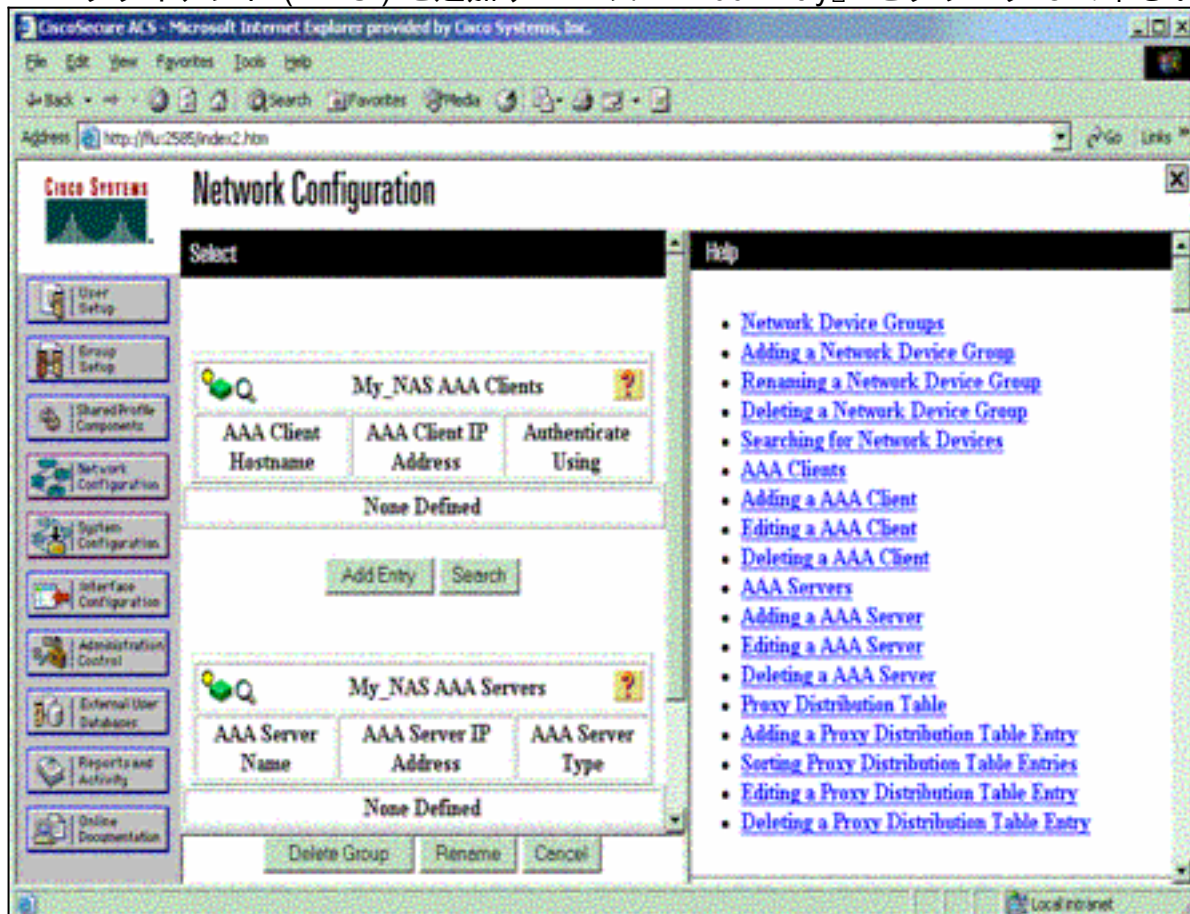 CiscoSecure ACS - Microsoft Internet Explorer provided by Cisco Systems, Inc.
File Edit View Favorites Tools Help
Back Search Favorites Media
Address http://flu:2585/index2.htm Go Links »
CISCO SYSTEMS
Network Configuration
User Setup
Group Setup
Shared Profile Components
Network Configuration
System Configuration
Interface Configuration
Administration Control
External User Databases
Reports and Activity
Online Documentation
Select
My_NAS AAA Clients
AAA Client Hostname
AAA Client IP Address
Authenticate Using
None Defined
Add Entry Search
My_NAS AAA Servers
AAA Server Name
AAA Server IP Address
AAA Server Type
None Defined
Delete Group Rename Cancel
Help
Network Device Groups
Adding a Network Device Group
Renaming a Network Device Group
Deleting a Network Device Group
Searching for Network Devices
AAA Clients
Adding a AAA Client
Editing a AAA Client
Deleting a AAA Client
AAA Servers
Adding a AAA Server
Editing a AAA Server
Deleting a AAA Server
Proxy Distribution Table
Adding a Proxy Distribution Table Entry
Sorting Proxy Distribution Table Entries
Editing a Proxy Distribution Table Entry
Deleting a Proxy Distribution Table Entry
Local intranet